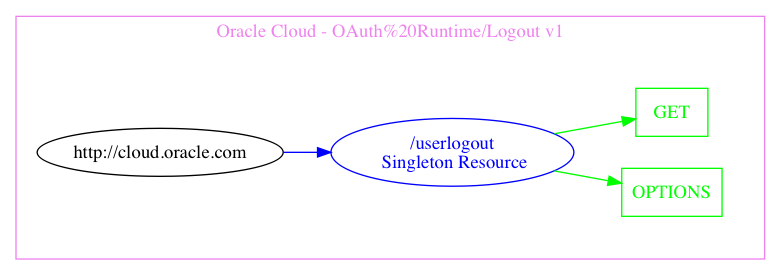 Oracle Cloud - OAuth%20Runtime/Logout v1
http://cloud.oracle.com
/userlogout
Singleton Resource
GET
OPTIONS